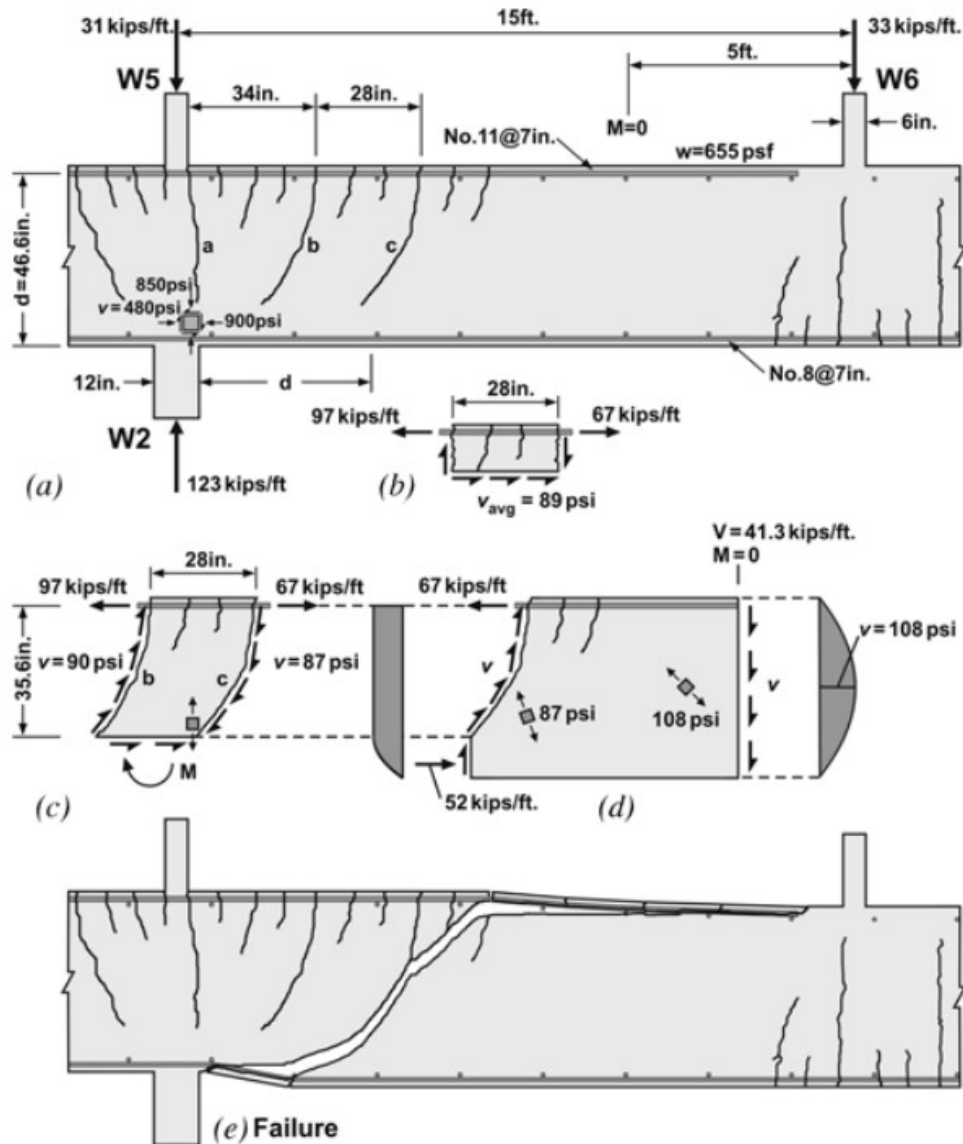 31 kips/ft.
15ft.
33 kips/ft
W5
5ft.
W6
34in.
28in.
M=0
6in.
No.11@7in.
w=655 psf
d=46.6in.
a
b
c
850psi
v=480psi
900psi
12in.
d
No.8@7in.
28in.
97 kips/ft
67 kips/ft
W2
123 kips/ft
(a)
(b)
vavg = 89 psi
V=41.3 kips/ft.
M=0
28in.
97 kips/ft
67 kips/ft
67 kips/ft
35.6in.
v=90 psi
b
c
v=87 psi
v
87 psi
108 psi
v
v=108 psi
M
52 kips/ft.
(c)
(d)
(e) Failure